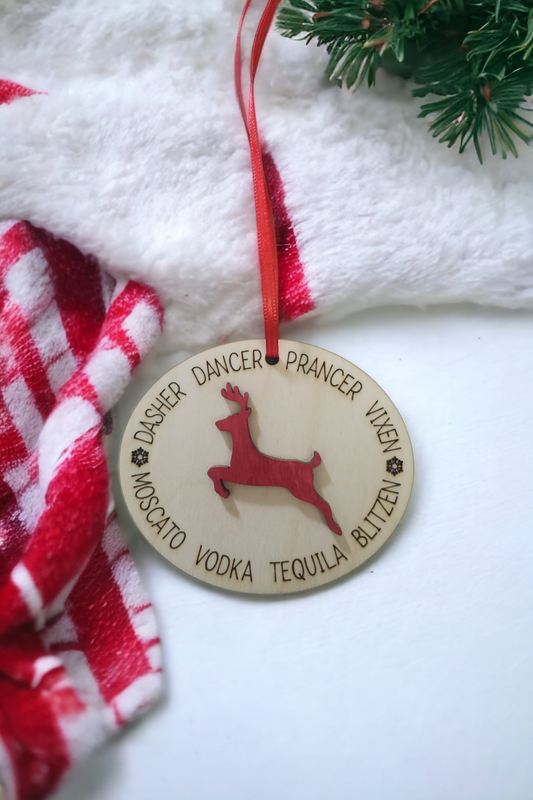 DASHER DANCER PRANCER VIXEN
MOSCATO VODKA TEQUILA BLITZEN